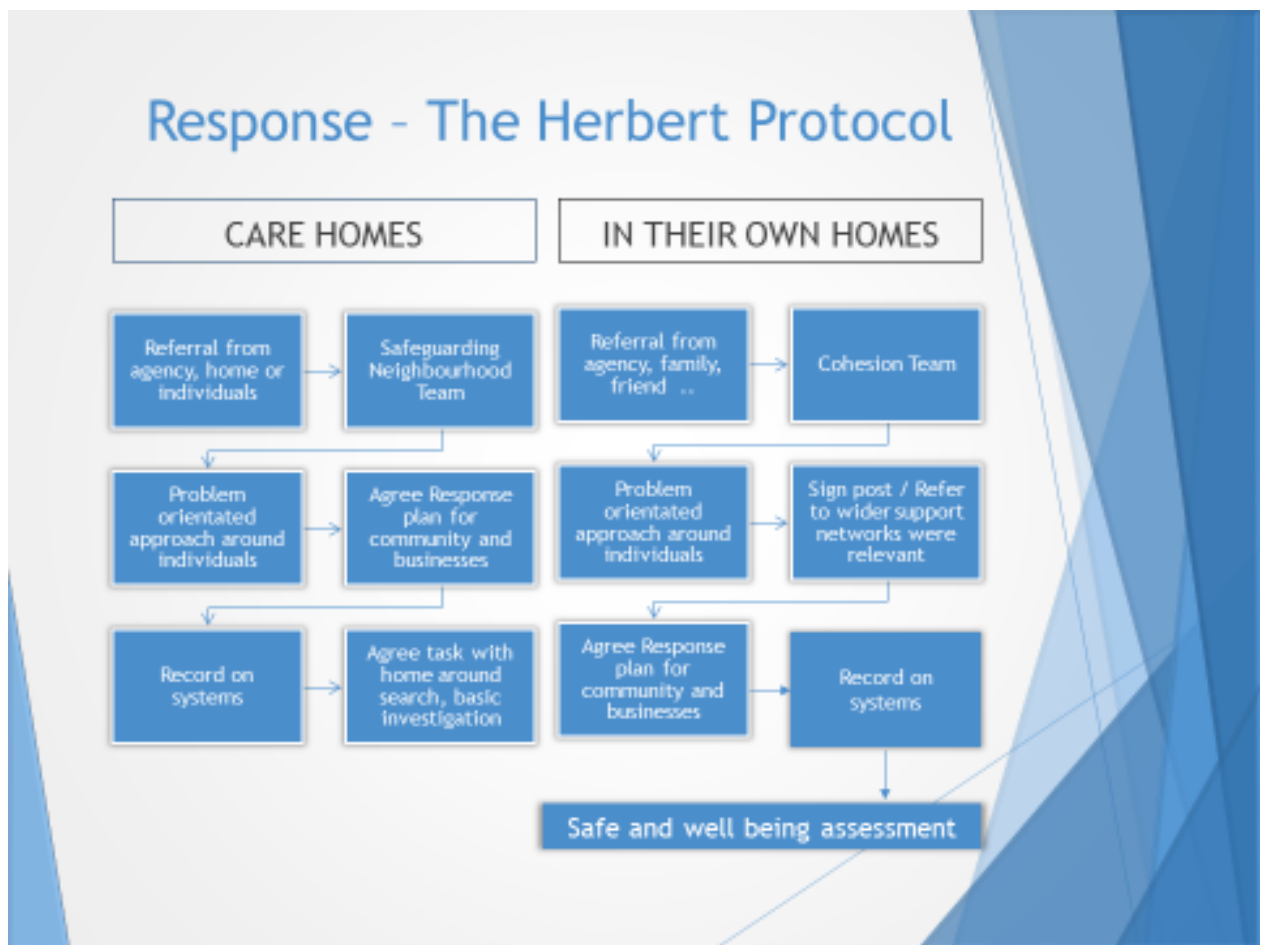 Response – The Herbert Protocol
CARE HOMES
Referral from
agency, home or
individuals
Safeguarding
Neighbourhood
Team
Problem
orientated
approach around
individuals
Agree Response
plan for
community and
businesses
Record on
systems
Agree task with
home around
search, basic
investigation
IN THEIR OWN HOMES
Referral from
agency, family,
friend ..
Cohesion Team
Problem
orientated
approach around
individuals
Sign post / Refer
to wider support
networks were
relevant
Agree Response
plan for
community and
businesses
Record on
systems
Safe and well being assessment